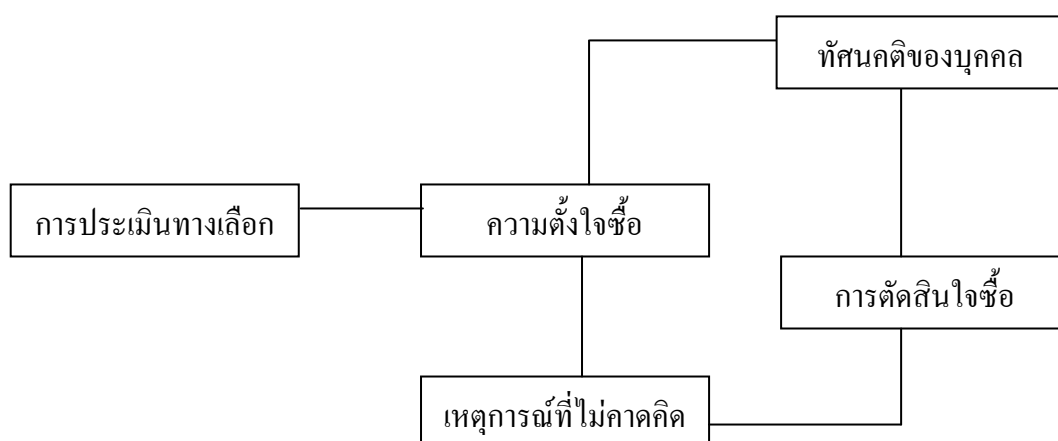 ทัศนคติของบุคคล
การประเมินทางเลือก
ความตั้งใจซื้อ
การตัดสินใจซื้อ
เหตุการณ์ที่ไม่คาดคิด